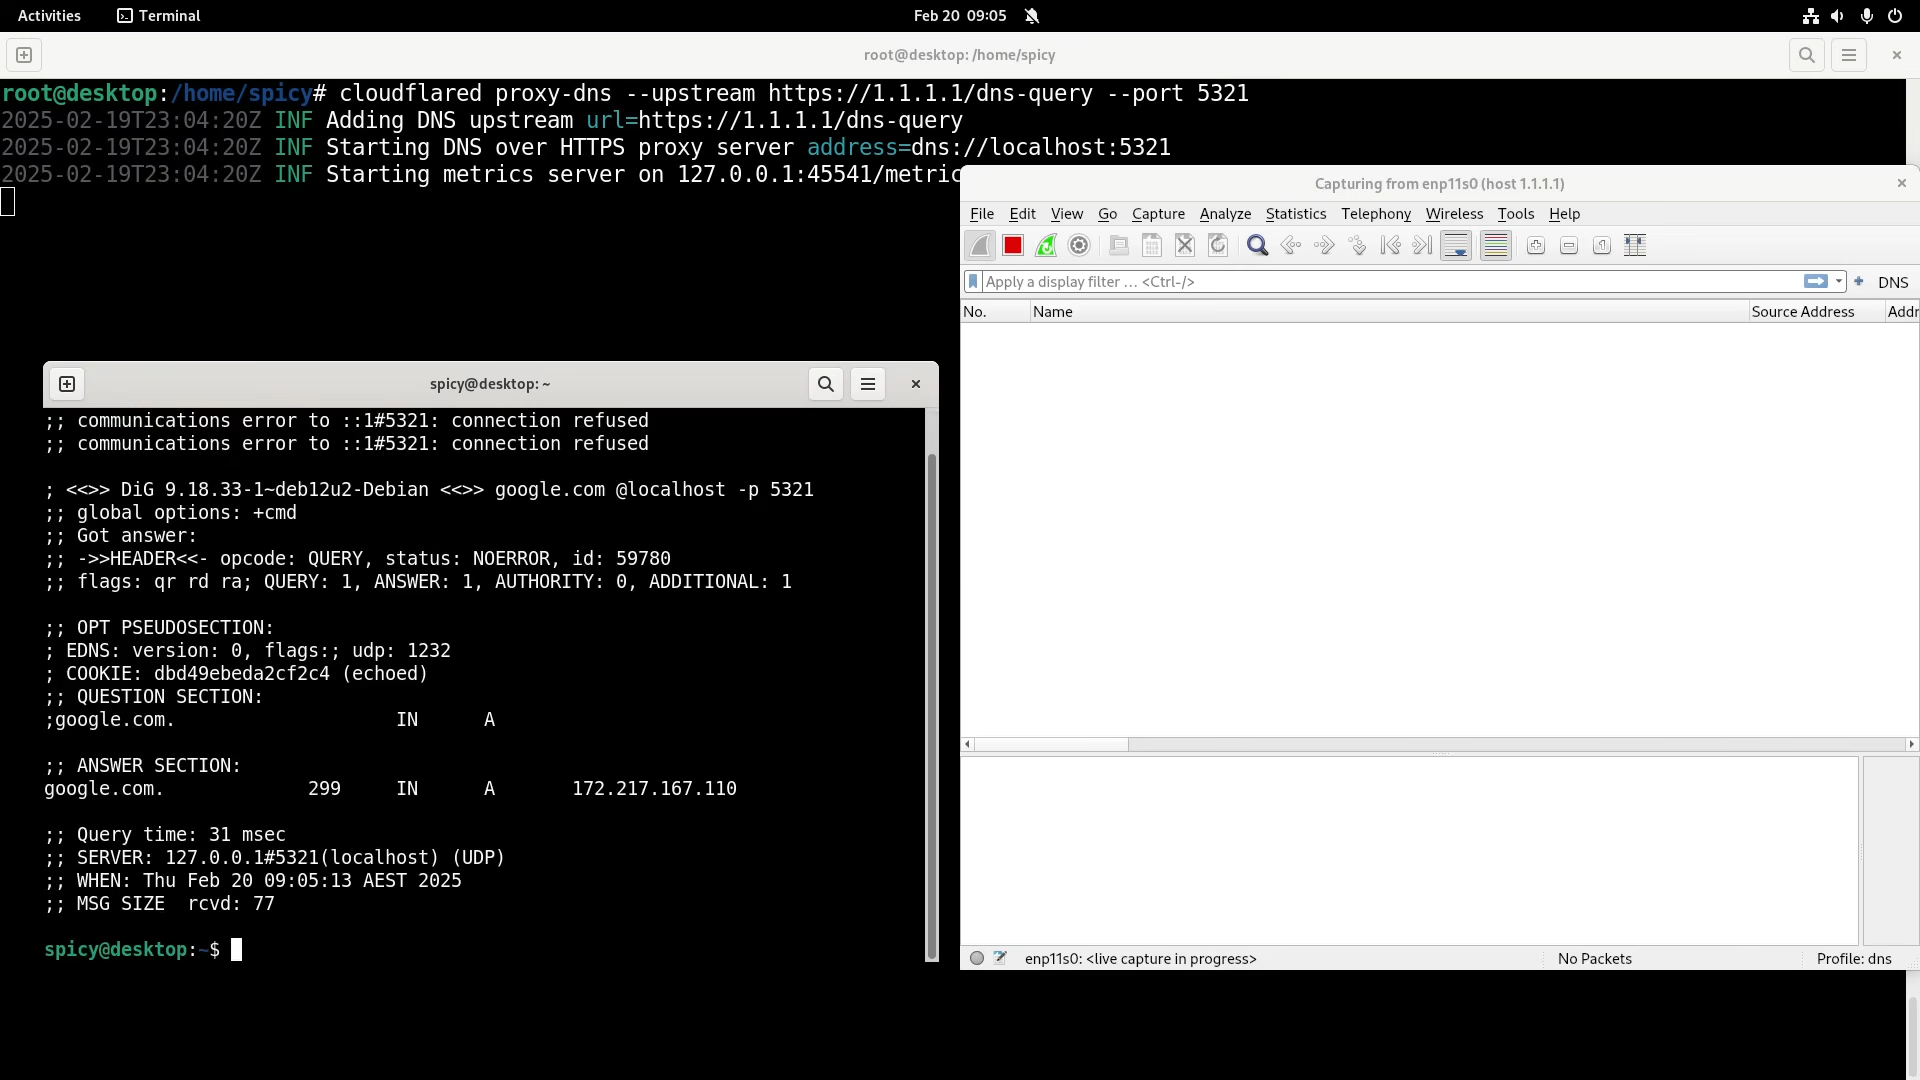 Activities Terminal Feb 20 09:05
root@desktop: /home/spicy
root@desktop:/home/spicy# cloudflared proxy-dns --upstream https://1.1.1.1/dns-query --port 5321
2025-02-19T23:04:20Z INF Adding DNS upstream url=https://1.1.1.1/dns-query
2025-02-19T23:04:20Z INF Starting DNS over HTTPS proxy server address=dns://localhost:5321
2025-02-19T23:04:20Z INF Starting metrics server on 127.0.0.1:45541/metric
Capturing from enp11s0 (host 1.1.1.1)
File Edit View Go Capture Analyze Statistics Telephony Wireless Tools Help
Apply a display filter … <Ctrl-/> + DNS
No. Name Source Address Addr
enp11s0: <live capture in progress> No Packets Profile: dns
spicy@desktop: ~
;; communications error to ::1#5321: connection refused
;; communications error to ::1#5321: connection refused
; <<>> DiG 9.18.33-1~deb12u2-Debian <<>> google.com @localhost -p 5321
;; global options: +cmd
;; Got answer:
;; ->>HEADER<<- opcode: QUERY, status: NOERROR, id: 59780
;; flags: qr rd ra; QUERY: 1, ANSWER: 1, AUTHORITY: 0, ADDITIONAL: 1
;; OPT PSEUDOSECTION:
; EDNS: version: 0, flags:; udp: 1232
; COOKIE: dbd49ebeda2cf2c4 (echoed)
;; QUESTION SECTION:
;google.com. IN A
;; ANSWER SECTION:
google.com. 299 IN A 172.217.167.110
;; Query time: 31 msec
;; SERVER: 127.0.0.1#5321(localhost) (UDP)
;; WHEN: Thu Feb 20 09:05:13 AEST 2025
;; MSG SIZE rcvd: 77
spicy@desktop:~$